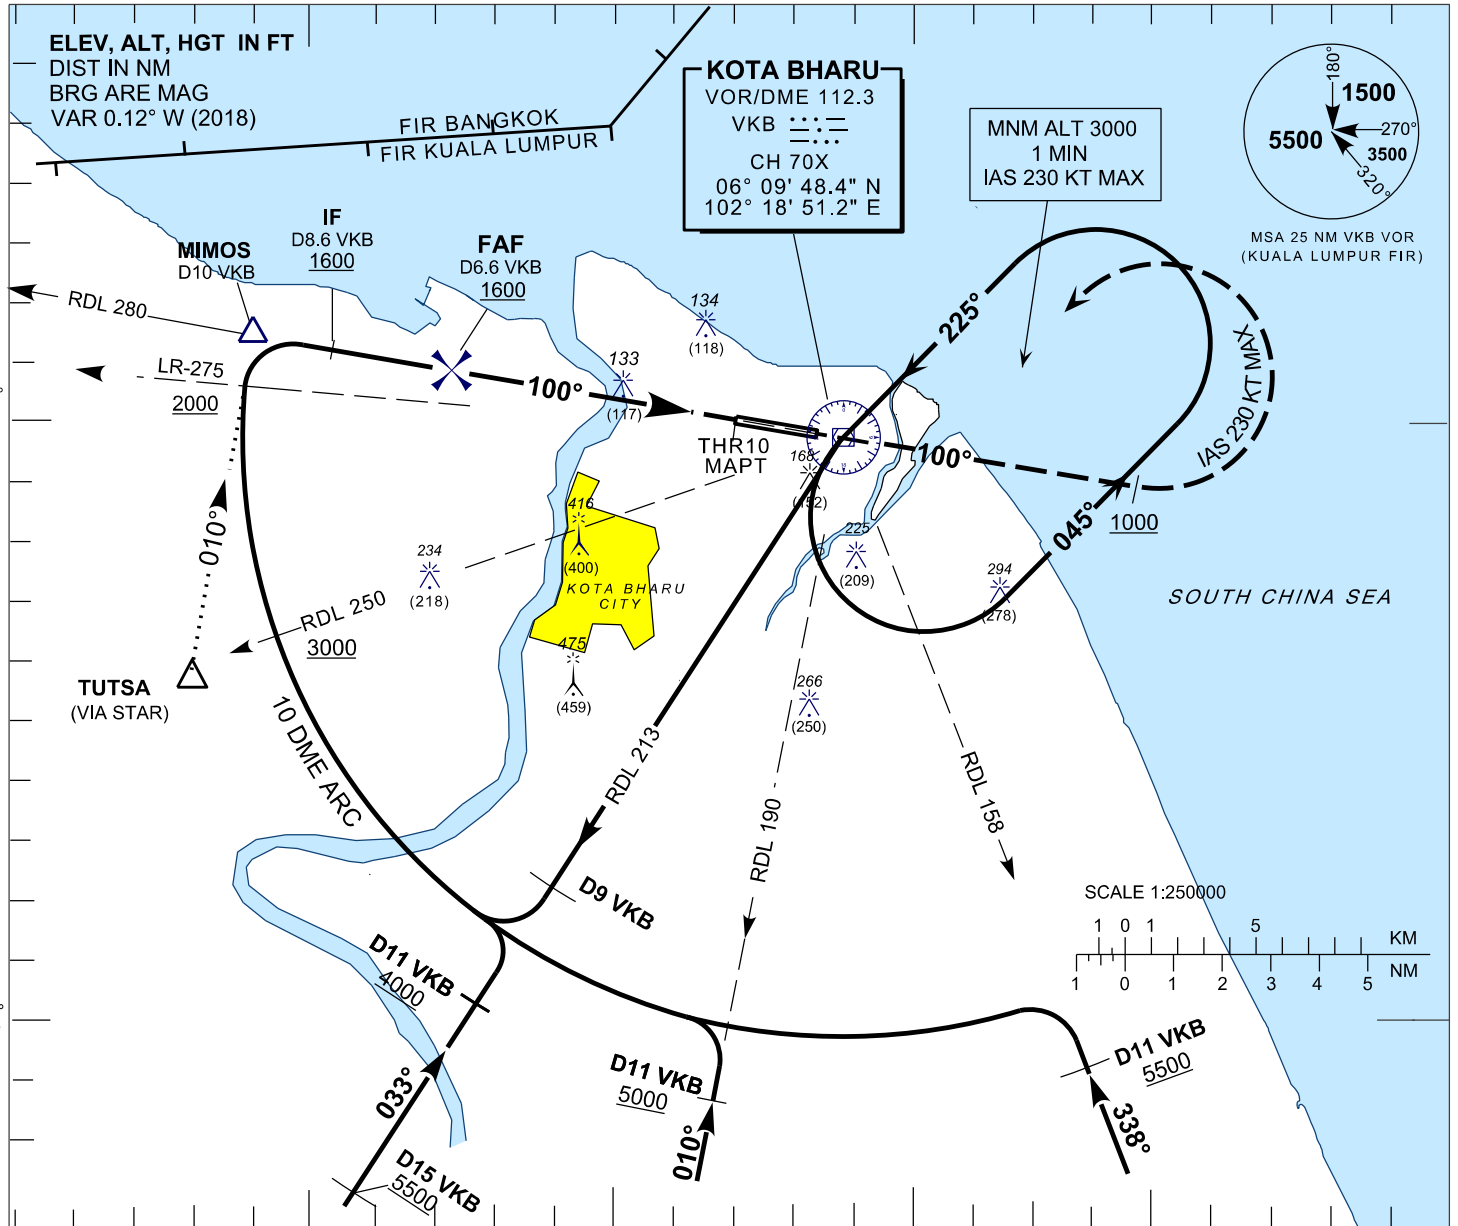 ELEV, ALT, HGT IN FT
DIST IN NM
BRG ARE MAG
VAR 0.12° W (2018)
FIR BANGKOK
FIR KUALA LUMPUR
KOTA BHARU
VOR/DME 112.3
VKB
CH 70X
06° 09' 48.4" N
102° 18' 51.2" E
MNM ALT 3000
1 MIN
IAS 230 KT MAX
180°
1500
270°
5500
3500
320°
MSA 25 NM VKB VOR
(KUALA LUMPUR FIR)
IF
D8.6 VKB
1600
MIMOS
D10 VKB
FAF
D6.6 VKB
1600
RDL 280
LR-275
2000
134
(118)
133
(117)
100°
225°
IAS 230 KT MAX
THR10
MAPT
168
(152)
100°
045°
1000
010°
416
(400)
234
(218)
225
(209)
294
(278)
KOTA BHARU
CITY
SOUTH CHINA SEA
RDL 250
3000
475
(459)
TUTSA
(VIA STAR)
266
(250)
10 DME ARC
RDL 213
RDL 190
RDL 158
D9 VKB
SCALE 1:250000
1 0 1 5 KM
1 0 1 2 3 4 5 NM
D11 VKB
4000
D11 VKB
5000
D11 VKB
5500
033°
010°
338°
D15 VKB
5500